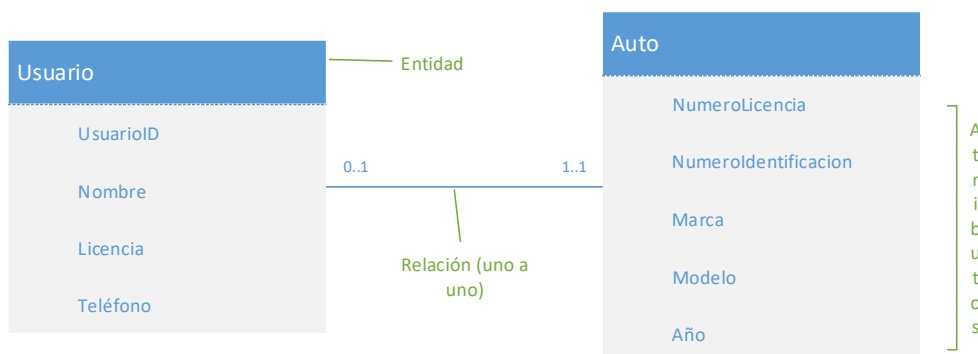 Usuario
UsuarioID
Nombre
Licencia
Teléfono
Entidad
0..1
1..1
Relación (uno a
uno)
Auto
NumeroLicencia
NumeroIdentificacion
Marca
Modelo
Año
Atributos